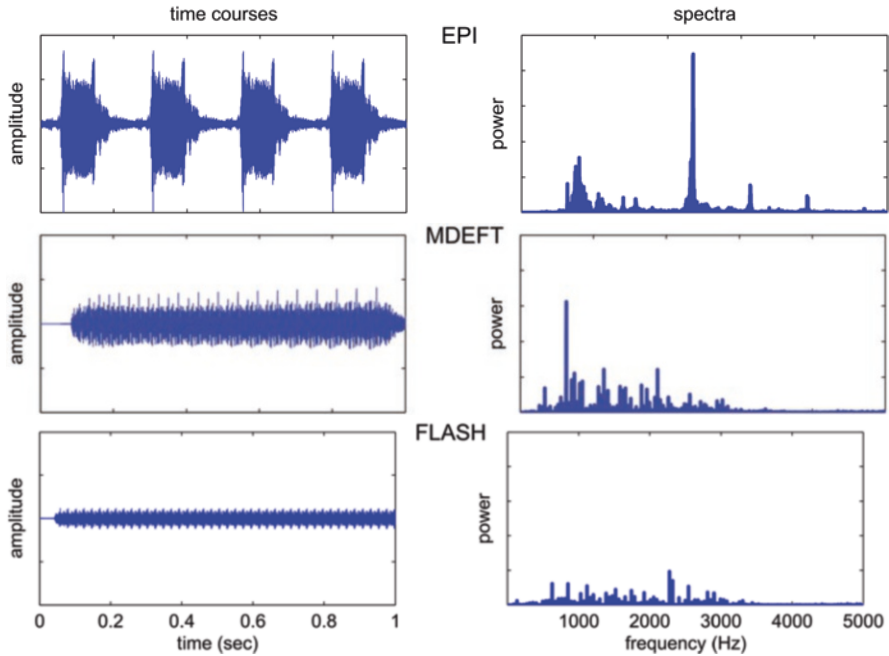 time courses
spectra
EPI
amplitude
power
MDEFT
amplitude
power
FLASH
amplitude
power
0 0.2 0.4 0.6 0.8 1
1000 2000 3000 4000 5000
time (sec)
frequency (Hz)